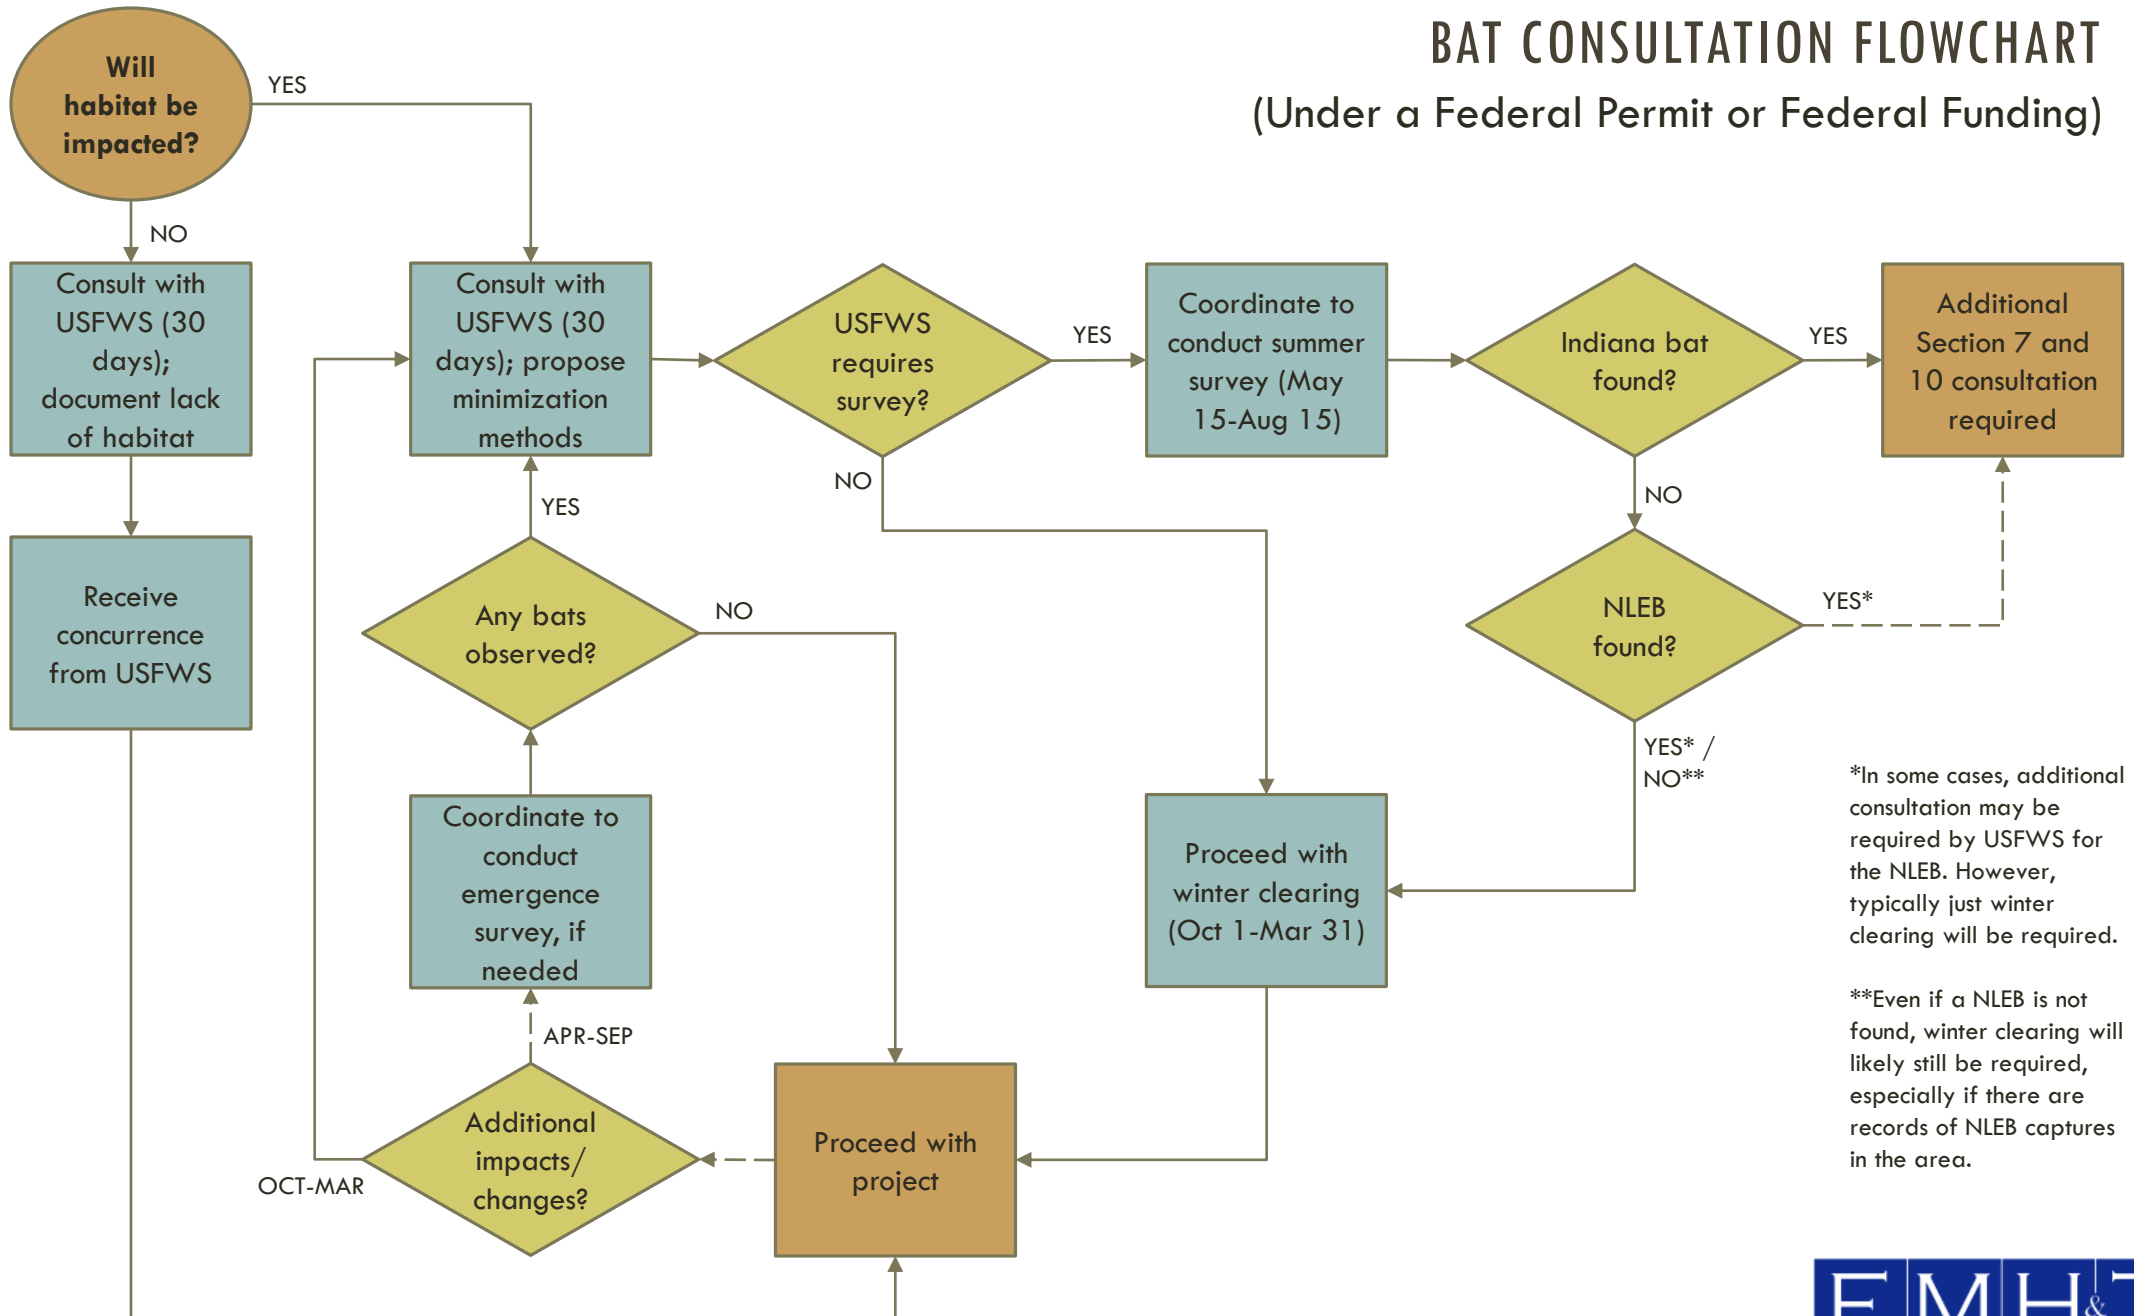 BAT CONSULTATION FLOWCHART
(Under a Federal Permit or Federal Funding)
Will
habitat be
impacted?
YES
NO
Consult with
USFWS (30
days);
document lack
of habitat
Receive
concurrence
from USFWS
Consult with
USFWS (30
days); propose
minimization
methods
USFWS
requires
survey?
YES
NO
Coordinate to
conduct summer
survey (May
15-Aug 15)
Indiana bat
found?
YES
NO
Additional
Section 7 and
10 consultation
required
NLEB
found?
YES*
YES* /
NO**
YES
Any bats
observed?
NO
Coordinate to
conduct
emergence
survey, if
needed
APR-SEP
Additional
impacts/
changes?
OCT-MAR
Proceed with
winter clearing
(Oct 1-Mar 31)
Proceed with
project
*In some cases, additional
consultation may be
required by USFWS for
the NLEB. However,
typically just winter
clearing will be required.
**Even if a NLEB is not
found, winter clearing will
likely still be required,
especially if there are
records of NLEB captures
in the area.
EMH&T